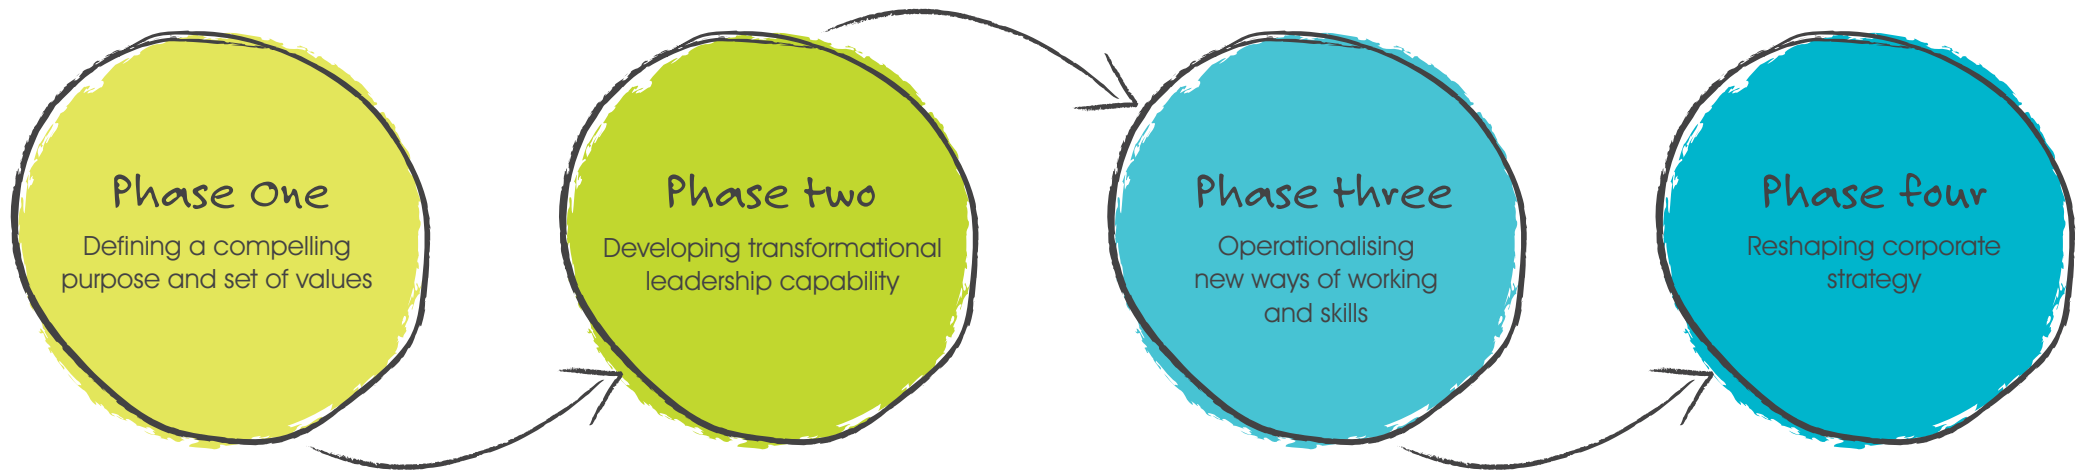 Phase one
Defining a compelling
purpose and set of values
Phase two
Developing transformational
leadership capability
Phase three
Operationalising
new ways of working
and skills
Phase four
Reshaping corporate
strategy